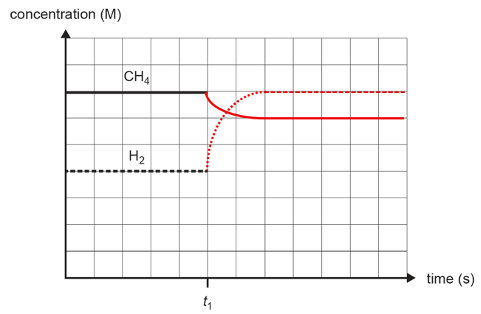 concentration (M)
CH₄
H₂
time (s)
t₁